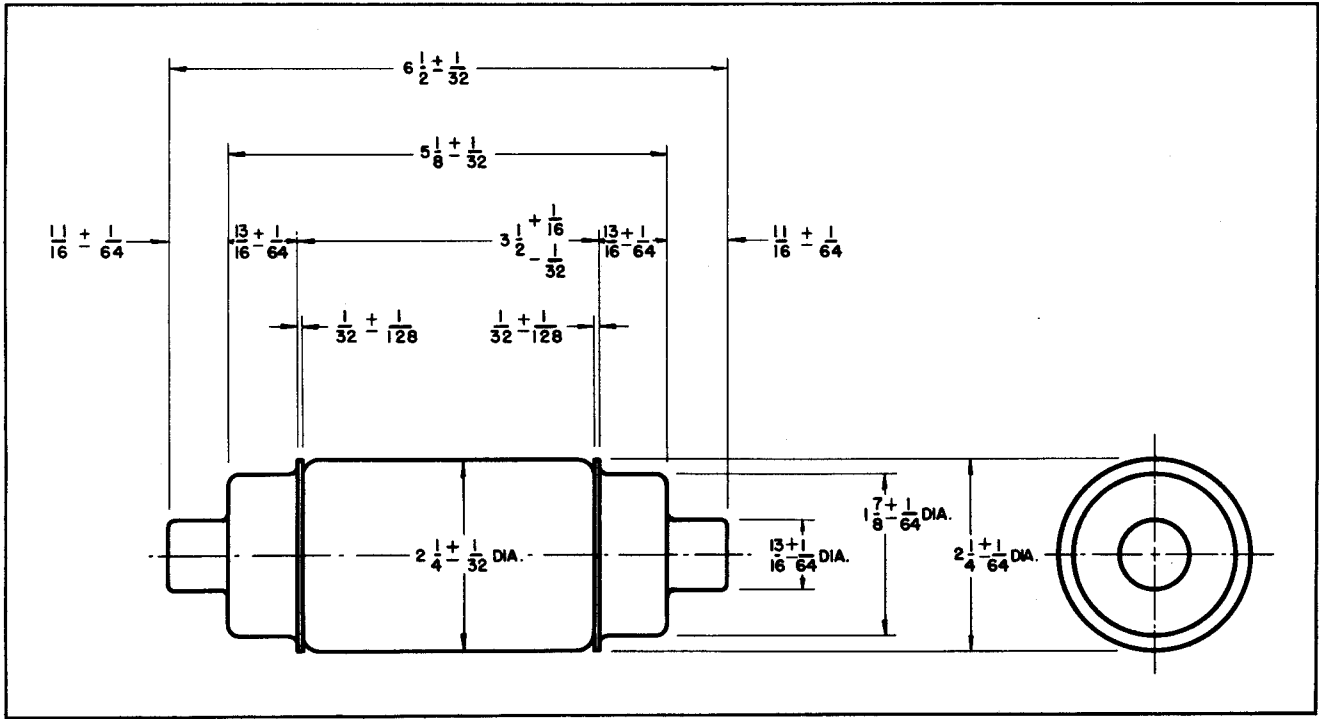 6 1/2 ± 1/32
5 1/8 ± 1/32
11/16 ± 1/64
13/16 ± 1/64
3 1/2 + 1/16 - 1/32
13/16 ± 1/64
11/16 ± 1/64
1/32 ± 1/128
1/32 ± 1/128
2 1/4 ± 1/32 DIA.
13/16 ± 1/64 DIA.
1 7/8 ± 1/64 DIA.
2 1/4 ± 1/64 DIA.